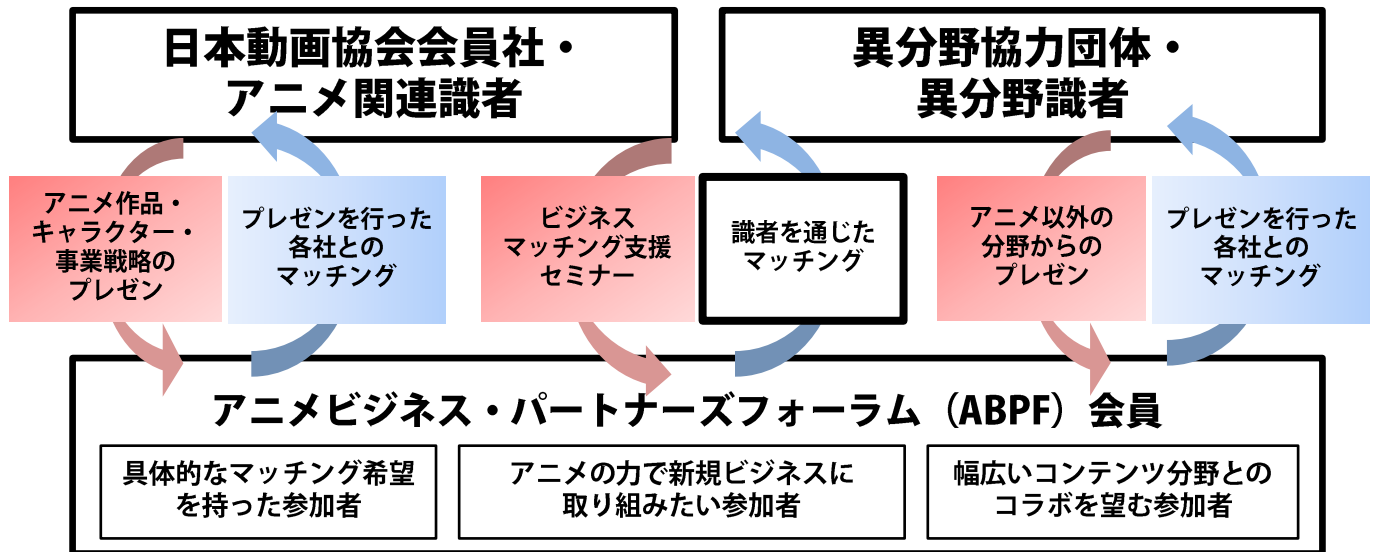 日本動画協会会員社・
アニメ関連識者
異分野協力団体・
異分野識者
アニメ作品・
キャラクター・
事業戦略の
プレゼン
プレゼンを行った
各社との
マッチング
ビジネス
マッチング支援
セミナー
識者を通じた
マッチング
アニメ以外の
分野からの
プレゼン
プレゼンを行った
各社との
マッチング
アニメビジネス・パートナーズフォーラム（ABPF）会員
具体的なマッチング希望
を持った参加者
アニメの力で新規ビジネスに
取り組みたい参加者
幅広いコンテンツ分野との
コラボを望む参加者